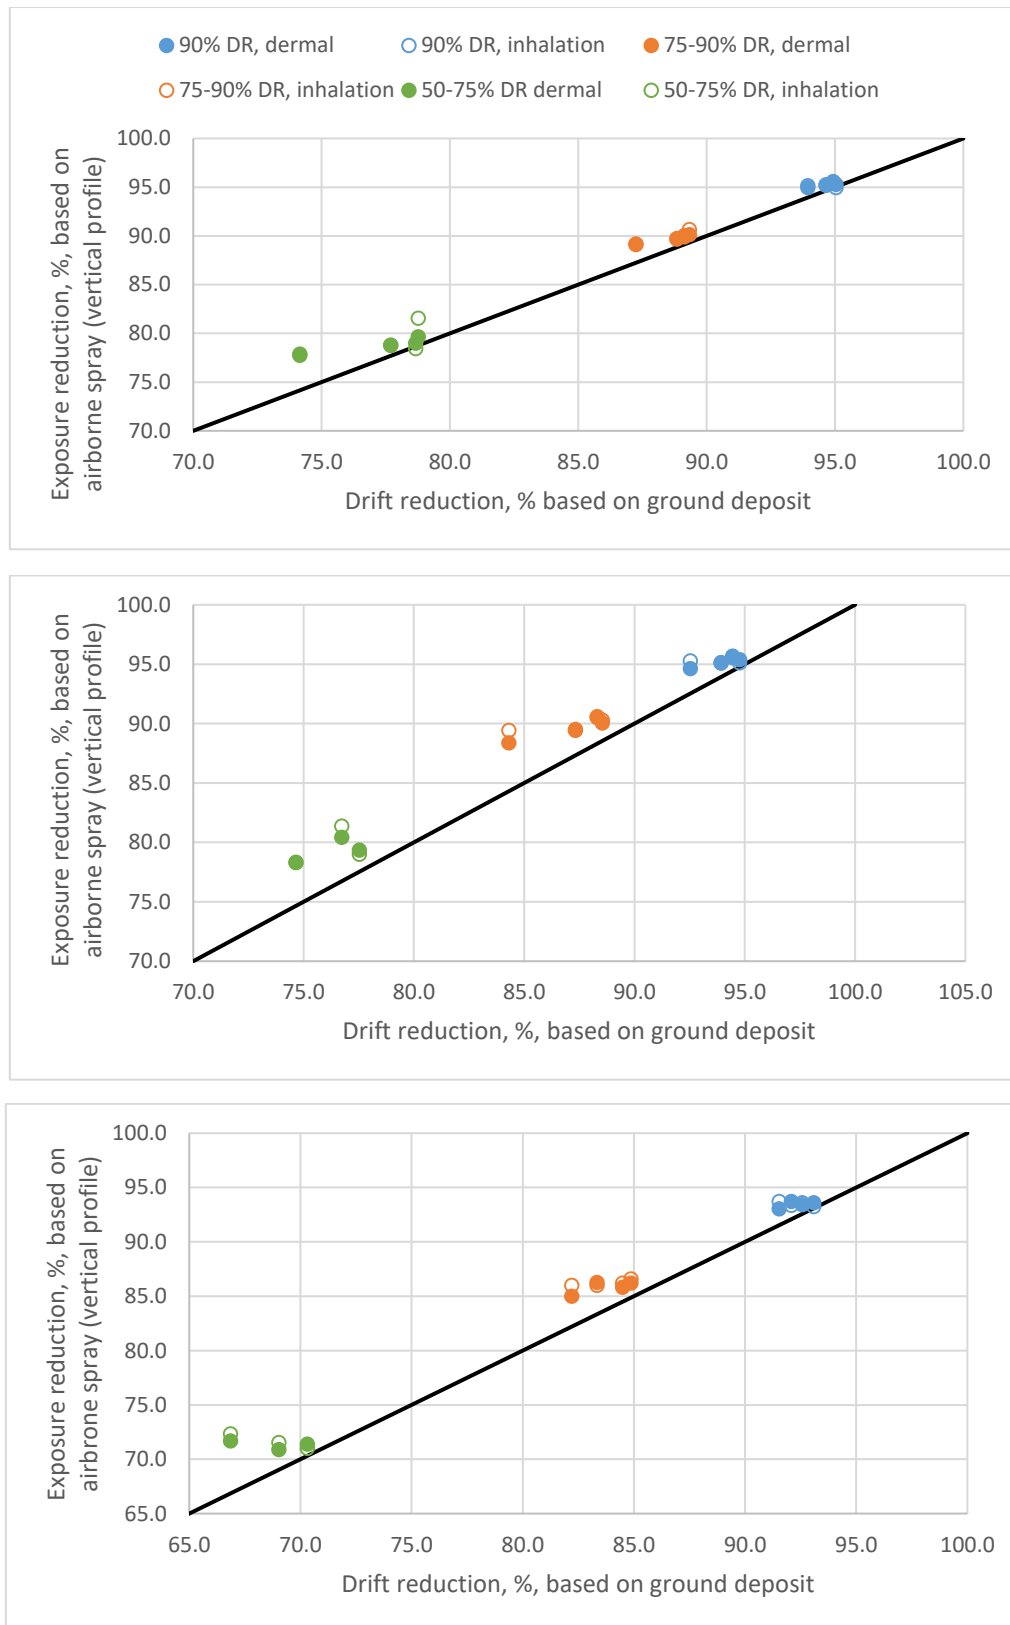 90% DR, dermal
90% DR, inhalation
75-90% DR, dermal
75-90% DR, inhalation
50-75% DR dermal
50-75% DR, inhalation
Exposure reduction, %, based on
airborne spray (vertical profile)
100.0
95.0
90.0
85.0
80.0
75.0
70.0
70.0 75.0 80.0 85.0 90.0 95.0 100.0
Drift reduction, % based on ground deposit
Exposure reduction, %, based on
airborne spray (vertical profile)
100.0
95.0
90.0
85.0
80.0
75.0
70.0
70.0 75.0 80.0 85.0 90.0 95.0 100.0 105.0
Drift reduction, %, based on ground deposit
Exposure reduction, %, based on
airbrone spray (vertical profile)
100.0
95.0
90.0
85.0
80.0
75.0
70.0
65.0
65.0 70.0 75.0 80.0 85.0 90.0 95.0 100.0
Drift reduction, %, based on ground deposit